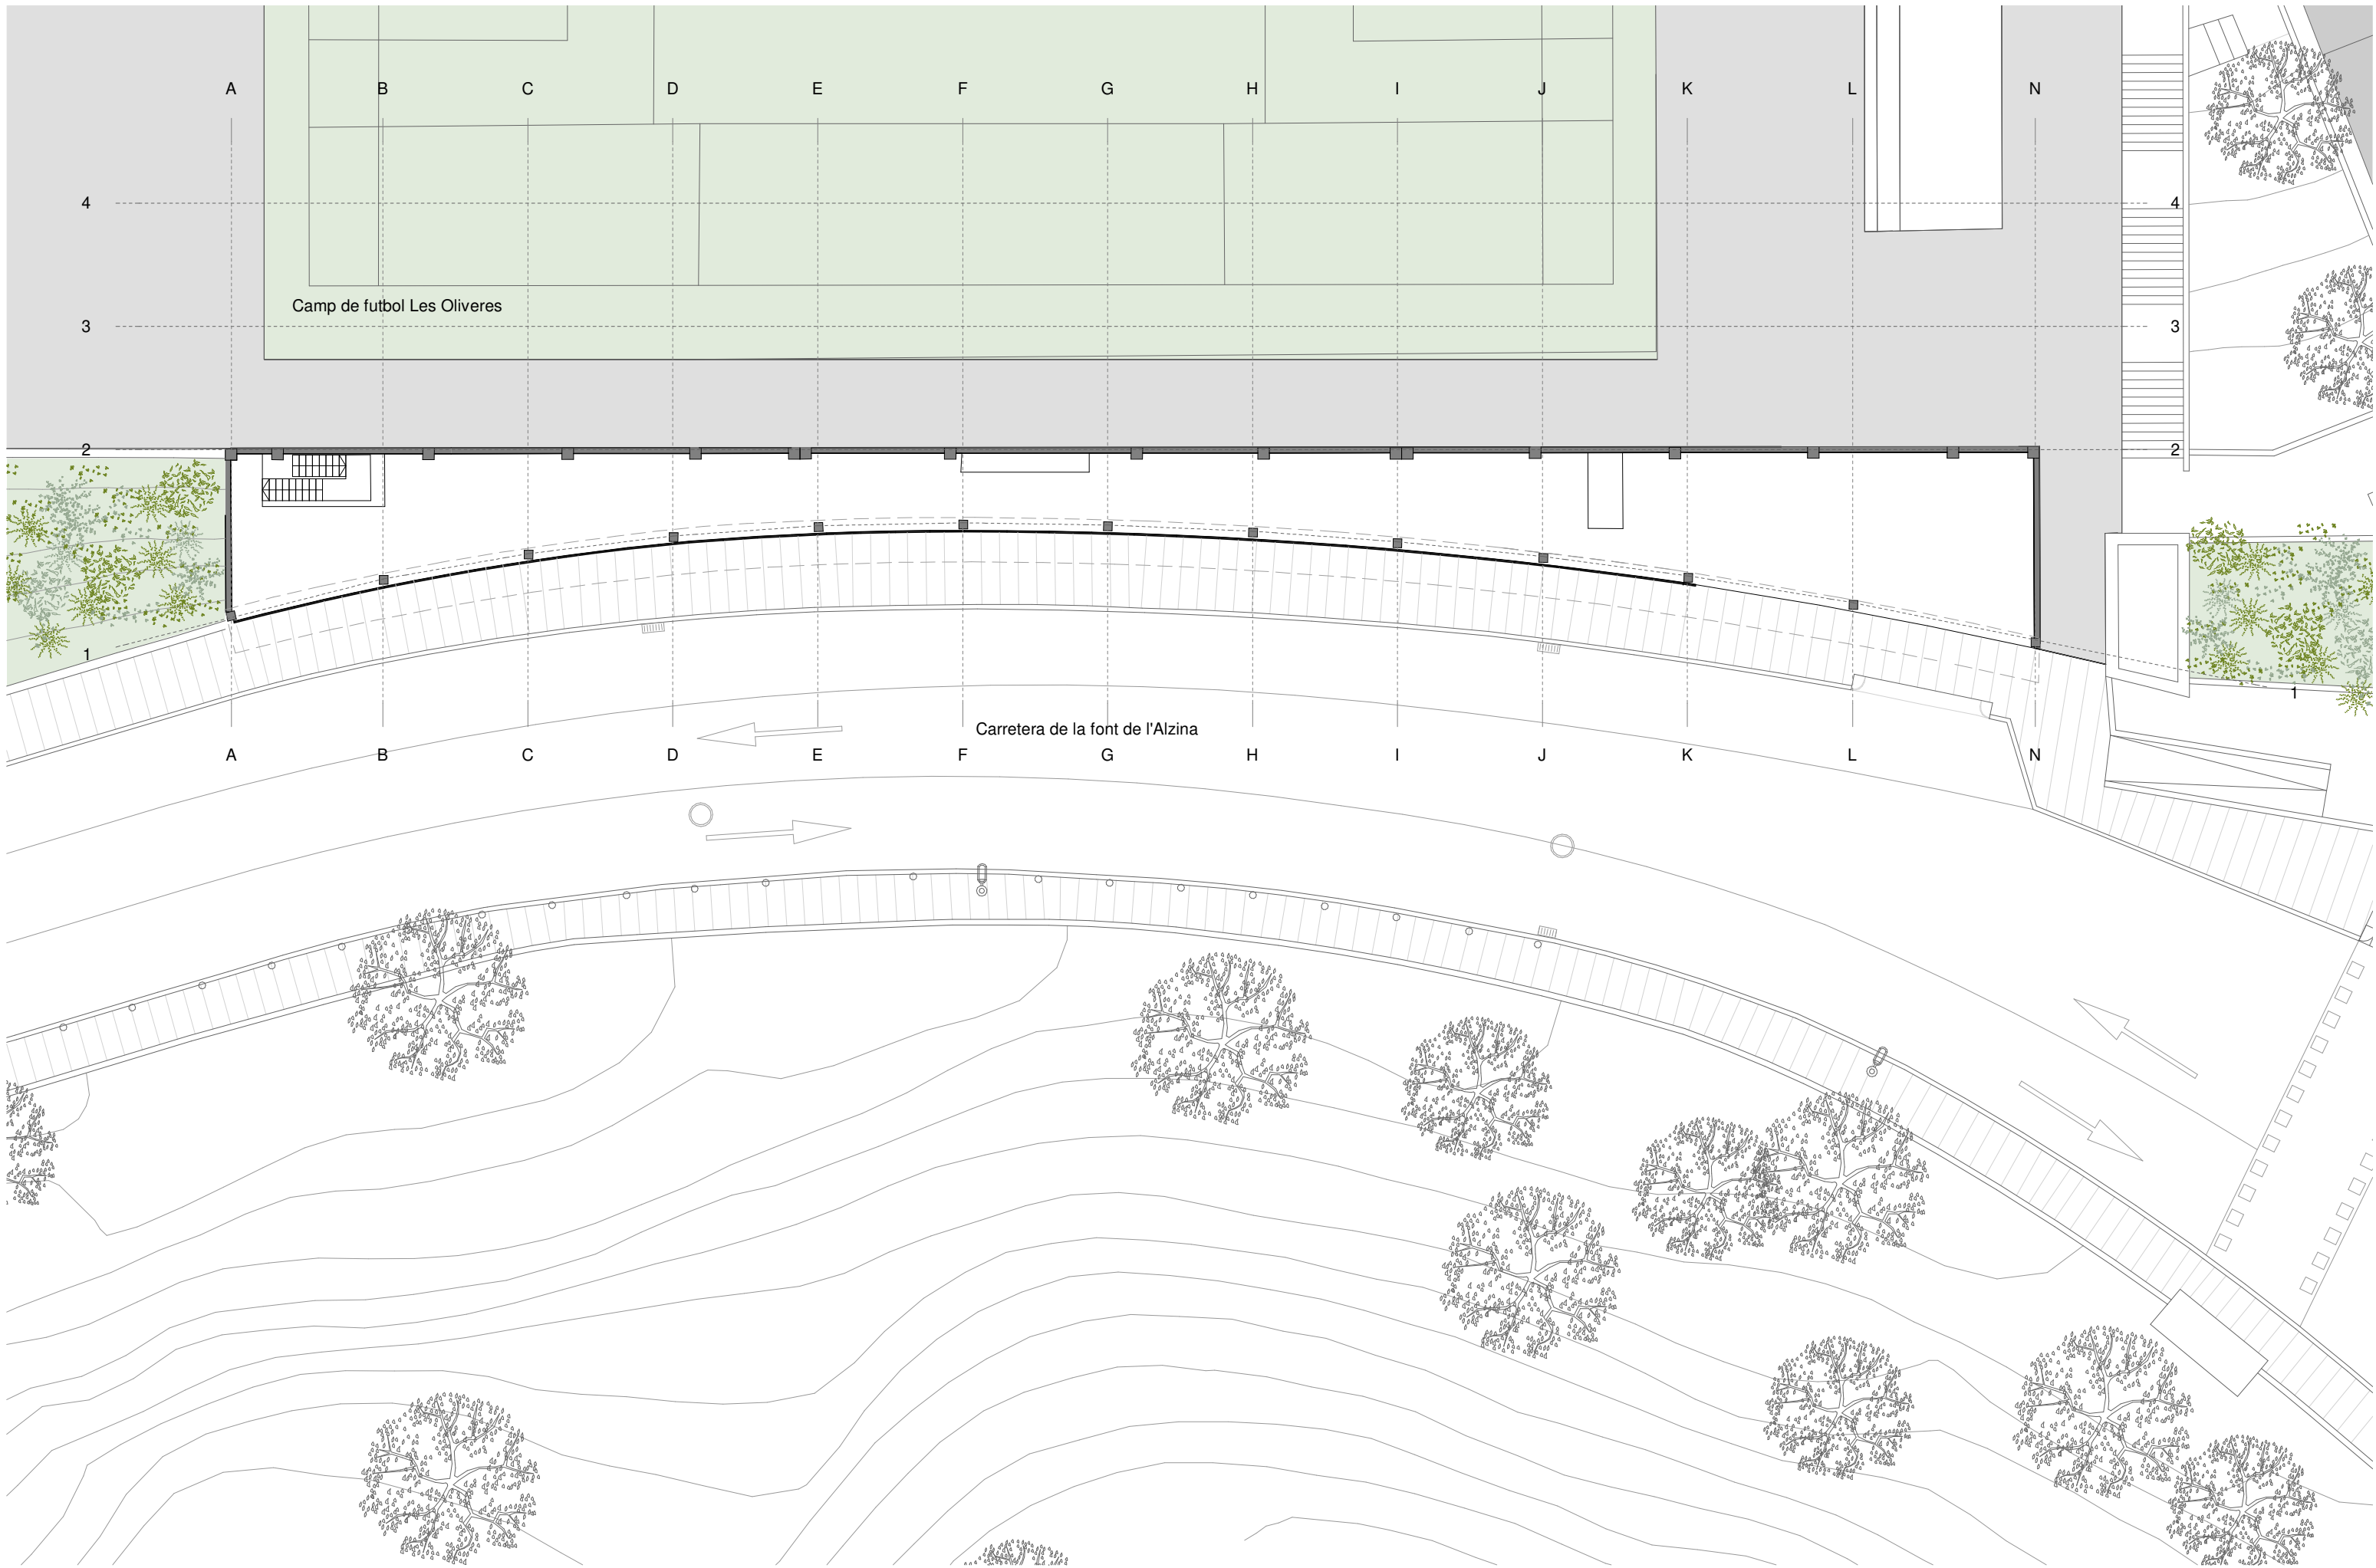 A B C D E F G H I J K L N
4 4
Camp de futbol Les Oliveres
3 3
2 2
1
1
Carretera de la font de l'Alzina
A B C D E F G H I J K L N